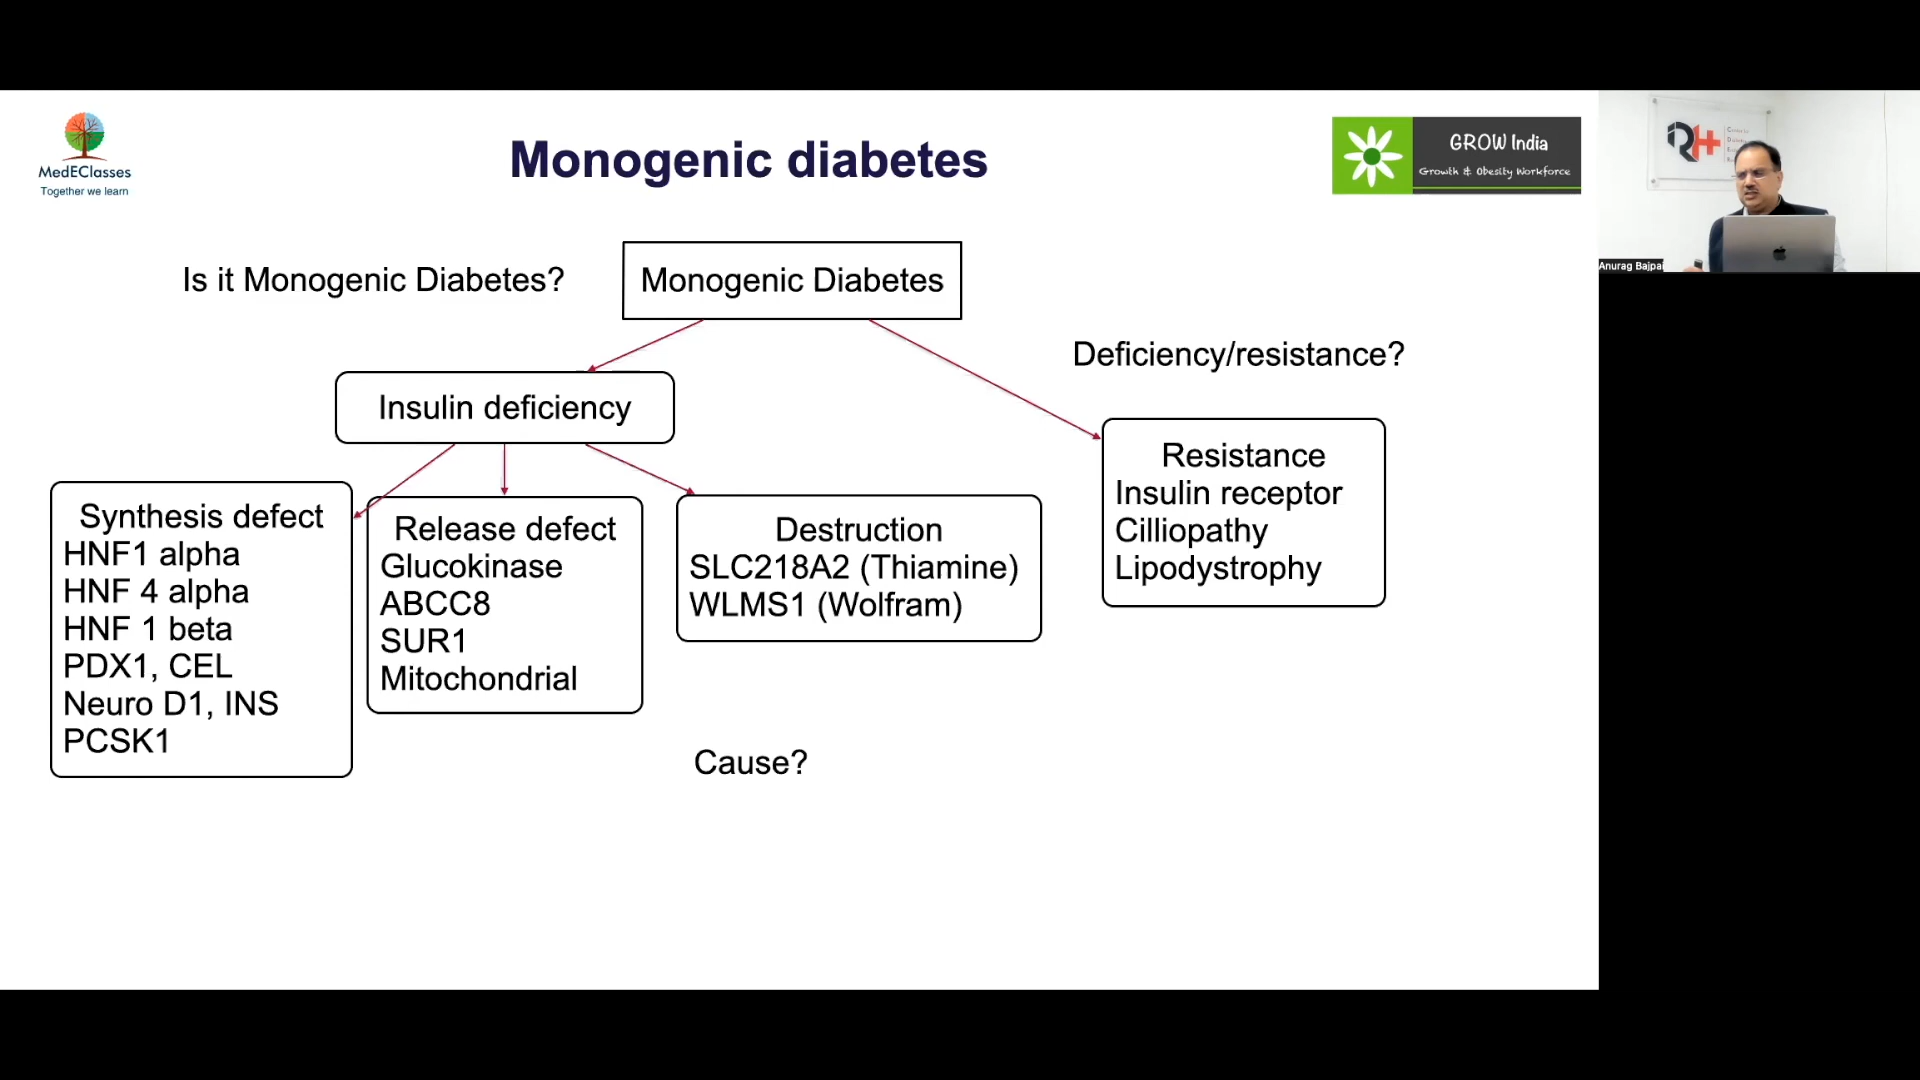 MedEClasses
Together we learn
Monogenic diabetes
GROW India
Growth & Obesity Workforce
RH
Anurag Bajpai
Is it Monogenic Diabetes?
Monogenic Diabetes
Deficiency/resistance?
Insulin deficiency
Synthesis defect
HNF1 alpha
HNF 4 alpha
HNF 1 beta
PDX1, CEL
Neuro D1, INS
PCSK1
Release defect
Glucokinase
ABCC8
SUR1
Mitochondrial
Destruction
SLC218A2 (Thiamine)
WLMS1 (Wolfram)
Resistance
Insulin receptor
Cilliopathy
Lipodystrophy
Cause?